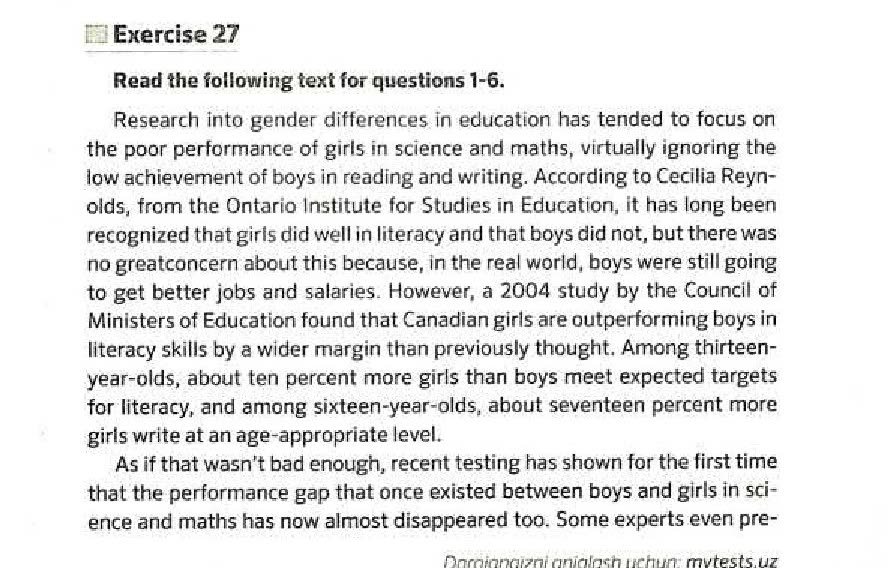 Exercise 27
Read the following text for questions 1-6.
Research into gender differences in education has tended to focus on
the poor performance of girls in science and maths, virtually ignoring the
low achievement of boys in reading and writing. According to Cecilia Reyn-
olds, from the Ontario Institute for Studies in Education, it has long been
recognized that girls did well in literacy and that boys did not, but there was
no greatconcern about this because, in the real world, boys were still going
to get better jobs and salaries. However, a 2004 study by the Council of
Ministers of Education found that Canadian girls are outperforming boys in
literacy skills by a wider margin than previously thought. Among thirteen-
year-olds, about ten percent more girls than boys meet expected targets
for literacy, and among sixteen-year-olds, about seventeen percent more
girls write at an age-appropriate level.
As if that wasn't bad enough, recent testing has shown for the first time
that the performance gap that once existed between boys and girls in sci-
ence and maths has now almost disappeared too. Some experts even pre-
Darajangizni aniqlash uchun: mytests.uz